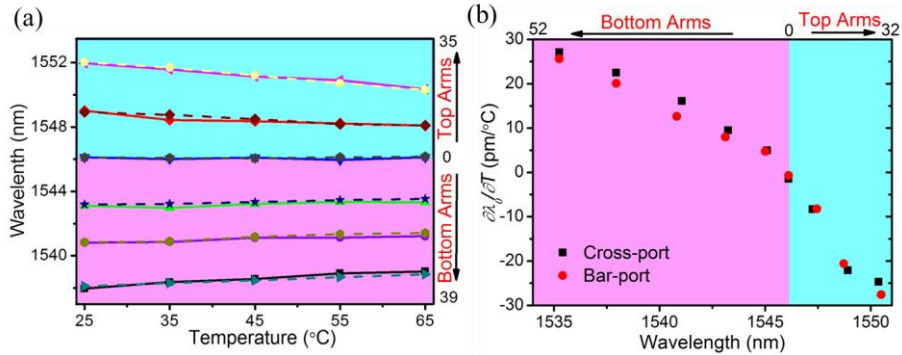 (a)
35
1552
Top Arms
1548
0
1544
Bottom Arms
1540
39
Wavelenth (nm)
25 35 45 55 65
Temperature (°C)
(b)
Bottom Arms
Top Arms
52 0 32
30
20
10
0
-10
-20
-30
∂λ/∂T (pm/°C)
Cross-port
Bar-port
1535 1540 1545 1550
Wavelength (nm)